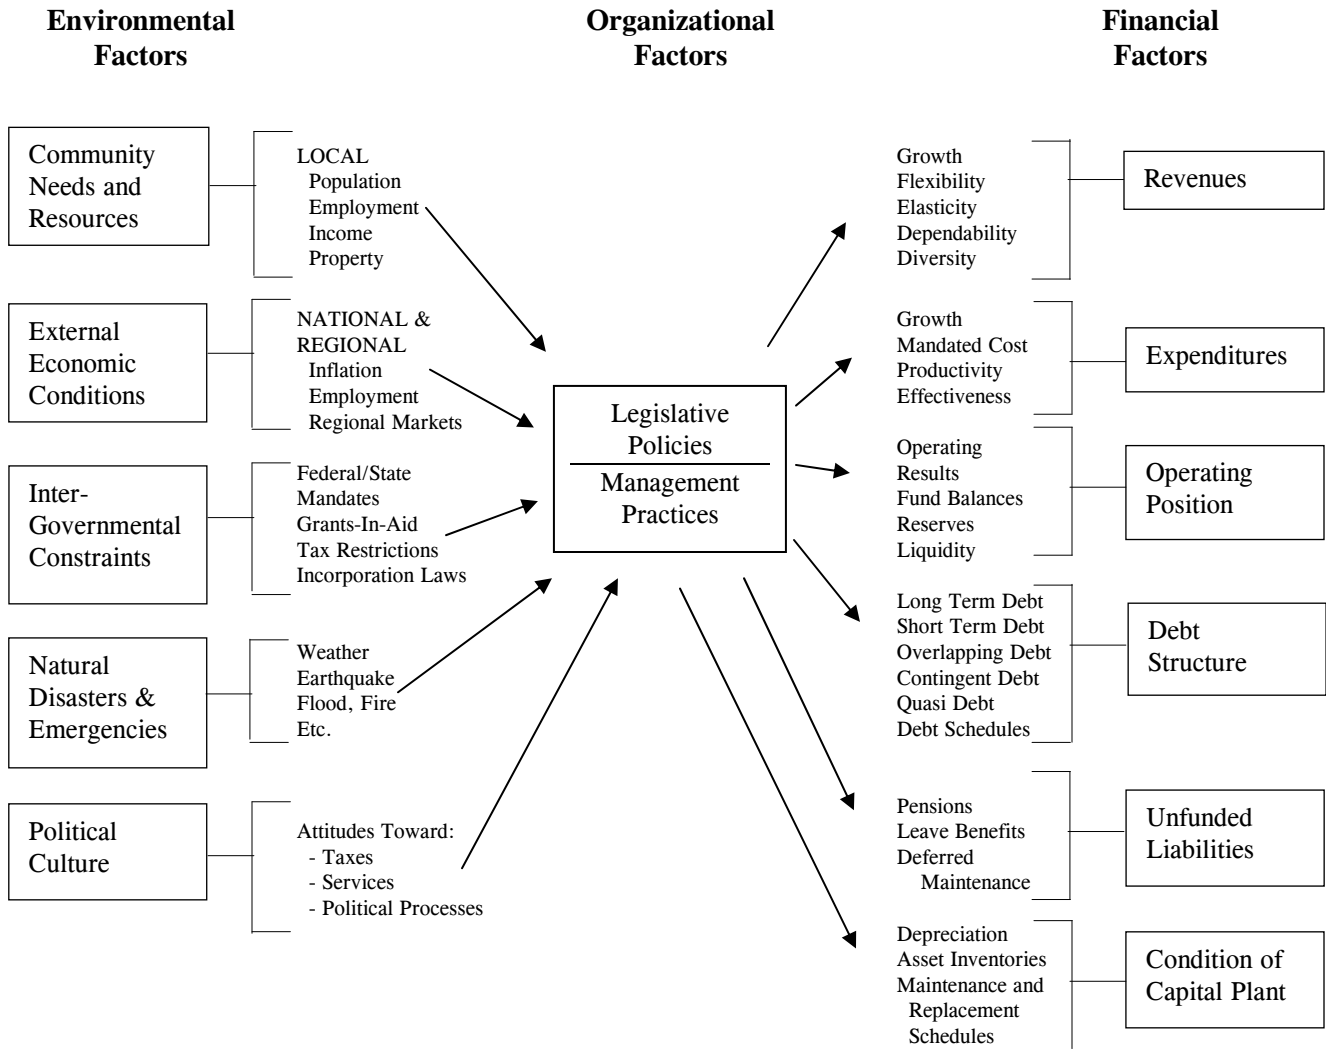 Environmental
Factors
Organizational
Factors
Financial
Factors
Community
Needs and
Resources
LOCAL
Population
Employment
Income
Property
External
Economic
Conditions
NATIONAL &
REGIONAL
Inflation
Employment
Regional Markets
Inter-
Governmental
Constraints
Federal/State
Mandates
Grants-In-Aid
Tax Restrictions
Incorporation Laws
Natural
Disasters &
Emergencies
Weather
Earthquake
Flood, Fire
Etc.
Political
Culture
Attitudes Toward:
- Taxes
- Services
- Political Processes
Legislative
Policies
Management
Practices
Growth
Flexibility
Elasticity
Dependability
Diversity
Revenues
Growth
Mandated Cost
Productivity
Effectiveness
Expenditures
Operating
Results
Fund Balances
Reserves
Liquidity
Operating
Position
Long Term Debt
Short Term Debt
Overlapping Debt
Contingent Debt
Quasi Debt
Debt Schedules
Debt
Structure
Pensions
Leave Benefits
Deferred
Maintenance
Unfunded
Liabilities
Depreciation
Asset Inventories
Maintenance and
Replacement
Schedules
Condition of
Capital Plant